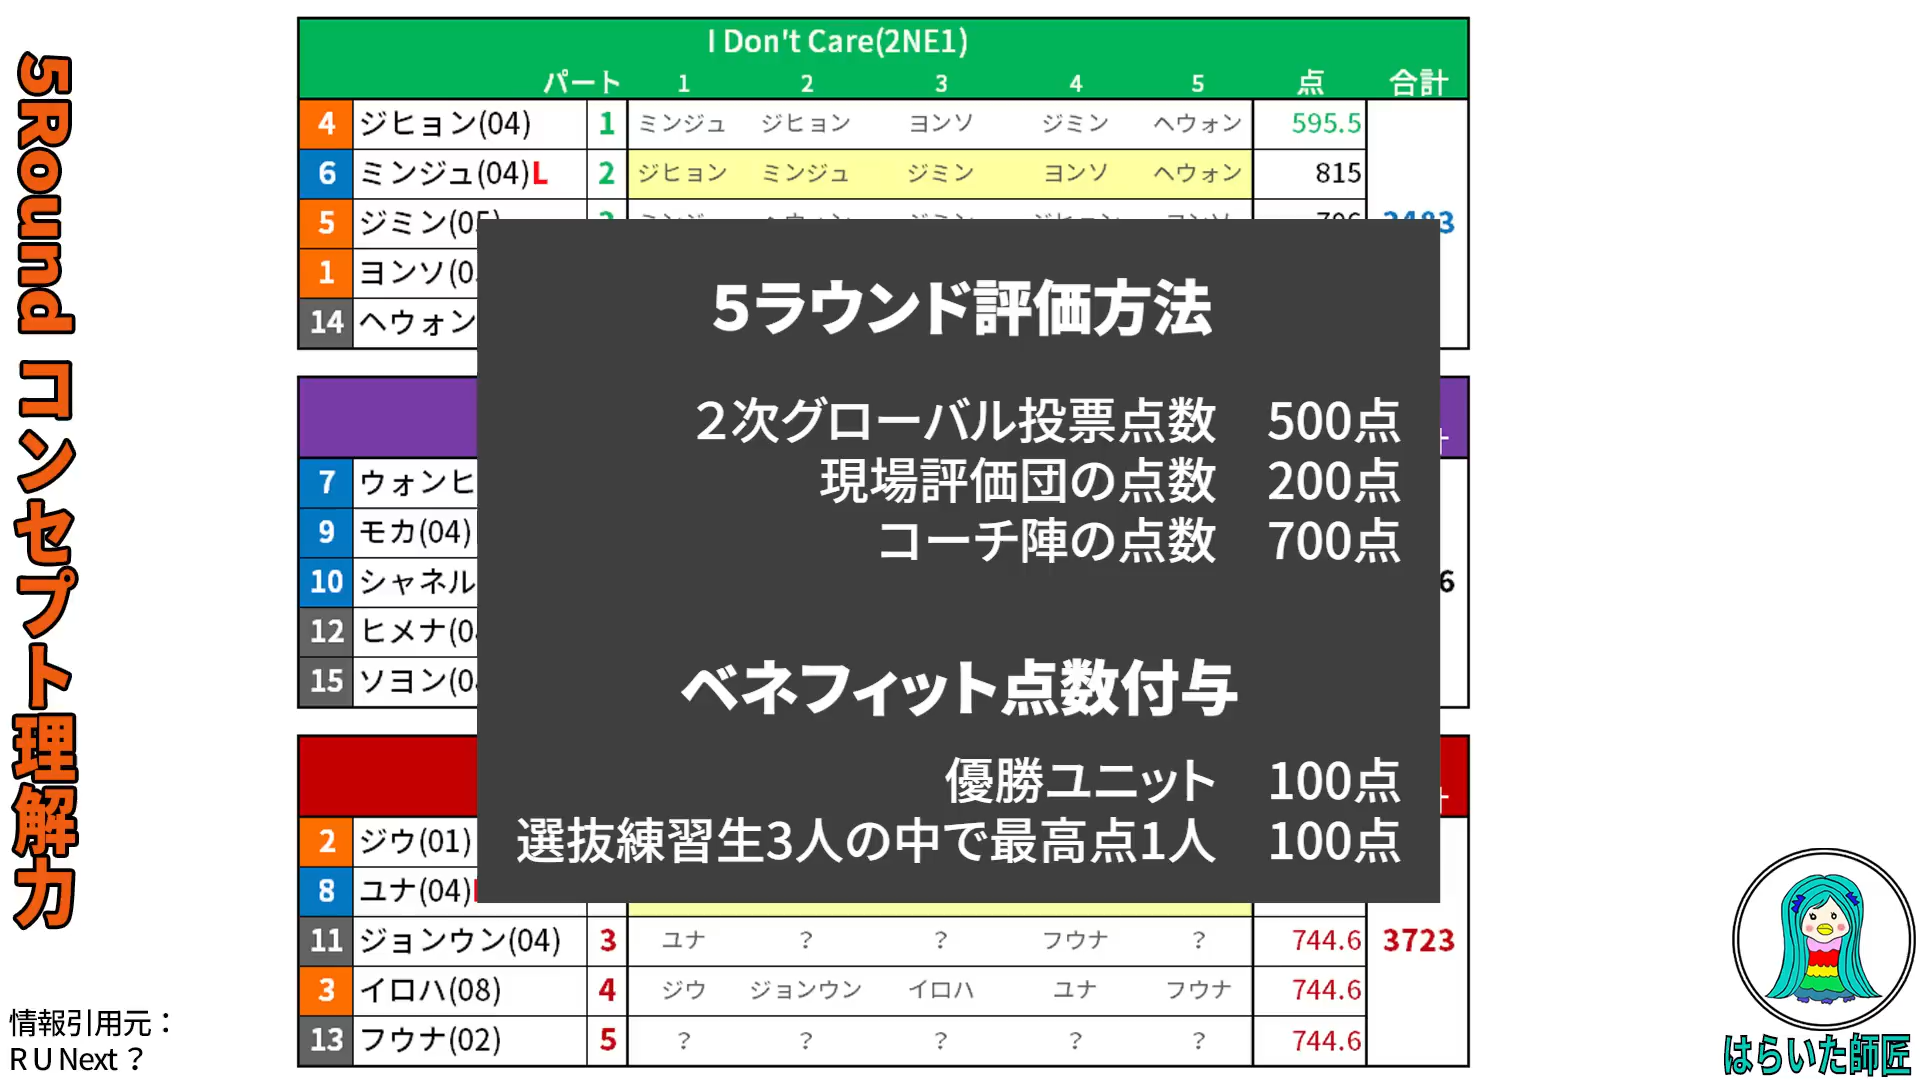 5Round コンセプト理解力
I Don't Care(2NE1)
パート 1 2 3 4 5 点 合計
4 ジヒョン(04) 1 ミンジュ ジヒョン ヨンソ ジミン ヘウォン 595.5
6 ミンジュ(04)L 2 ジヒョン ミンジュ ジミン ヨンソ ヘウォン 815
5 ジミン(05)
1 ヨンソ(0
14 ヘウォン
5ラウンド評価方法
2次グローバル投票点数 500点
現場評価団の点数 200点
コーチ陣の点数 700点
ベネフィット点数付与
優勝ユニット 100点
選抜練習生3人の中で最高点1人 100点
7 ウォンヒ
9 モカ(04)
10 シャネル 6
12 ヒメナ(0
15 ソヨン(0
2 ジウ(01)
8 ユナ(04)
11 ジョンウン(04) 3 ユナ ? ? フウナ ? 744.6 3723
3 イロハ(08) 4 ジウ ジョンウン イロハ ユナ フウナ 744.6
13 フウナ(02) 5 ? ? ? ? ? 744.6
情報引用元：
R U Next？
はらいた師匠